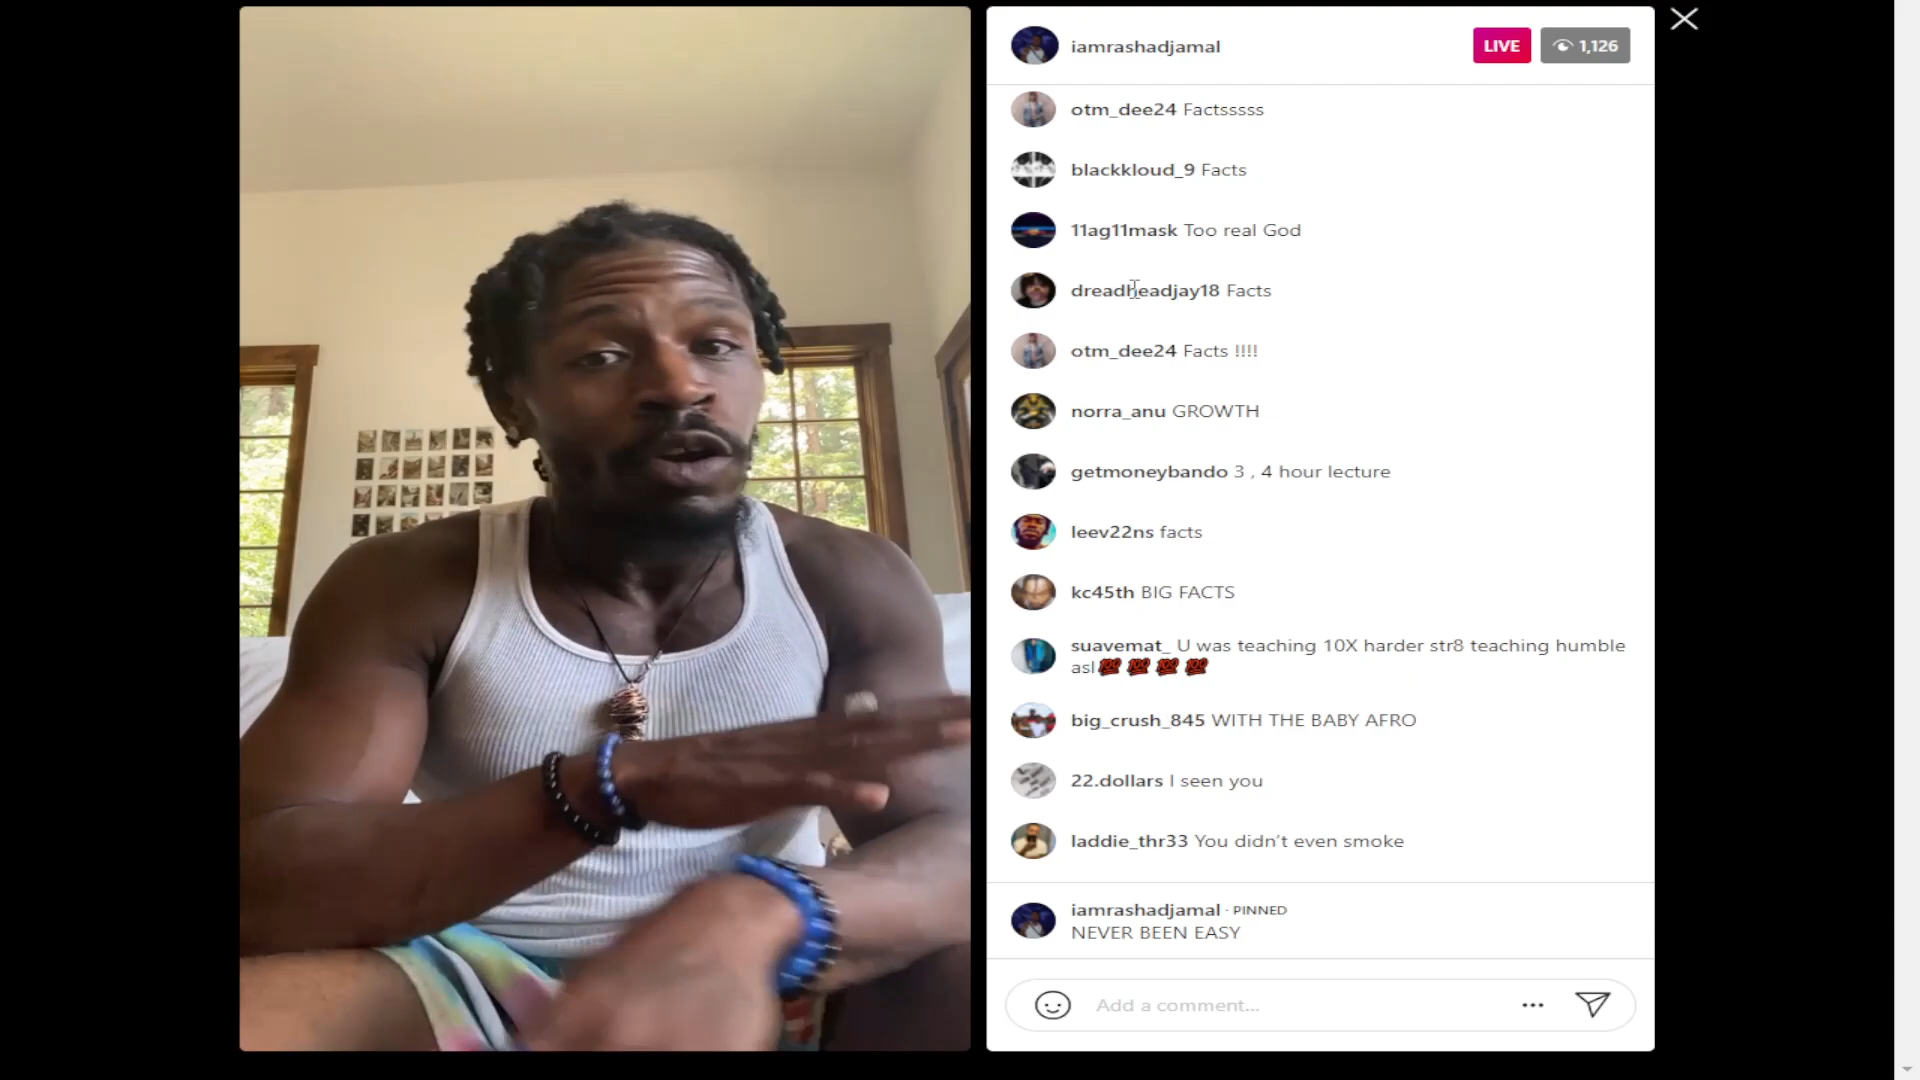 iamrashadjamal
LIVE
1,126
otm_dee24 Factsssss
blackkloud_9 Facts
11ag11mask Too real God
dreadheadjay18 Facts
otm_dee24 Facts !!!!
norra_anu GROWTH
getmoneybando 3 , 4 hour lecture
leev22ns facts
kc45th BIG FACTS
suavemat_ U was teaching 10X harder str8 teaching humble
asl💯 💯 💯 💯
big_crush_845 WITH THE BABY AFRO
22.dollars I seen you
laddie_thr33 You didn’t even smoke
iamrashadjamal · PINNED
NEVER BEEN EASY
Add a comment...